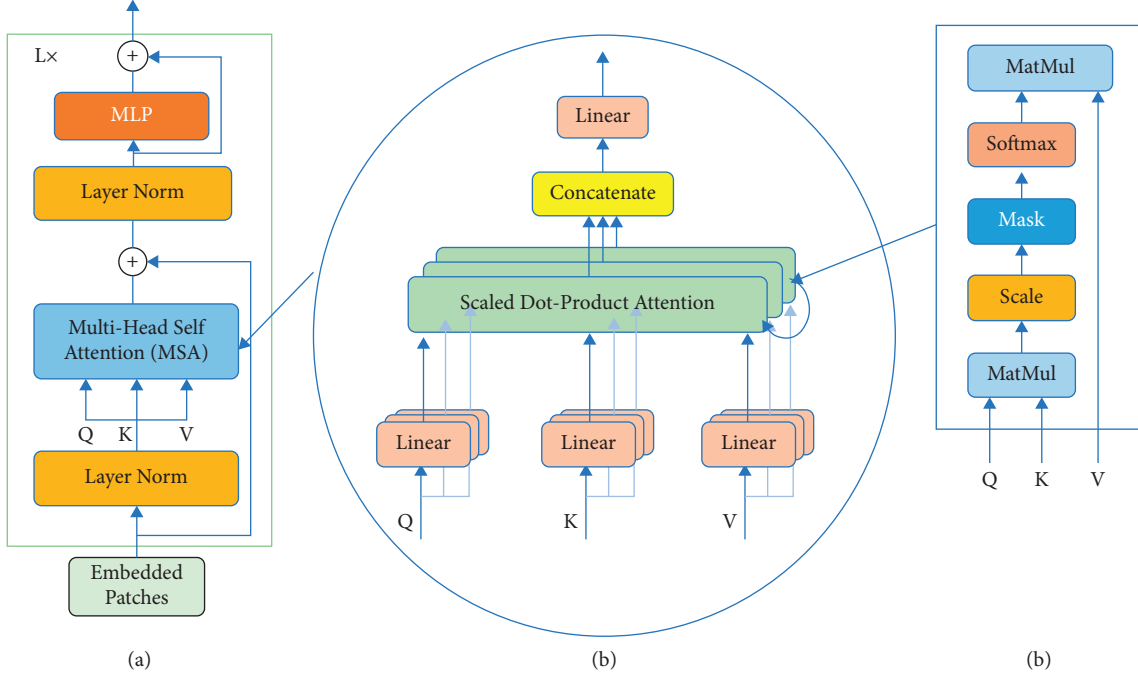 L×
+
MLP
Layer Norm
+
Multi-Head Self
Attention (MSA)
Q K V
Layer Norm
Embedded
Patches
(a)
Linear
Concatenate
Scaled Dot-Product Attention
Linear
Linear
Linear
Q
K
V
(b)
MatMul
Softmax
Mask
Scale
MatMul
Q K V
(b)